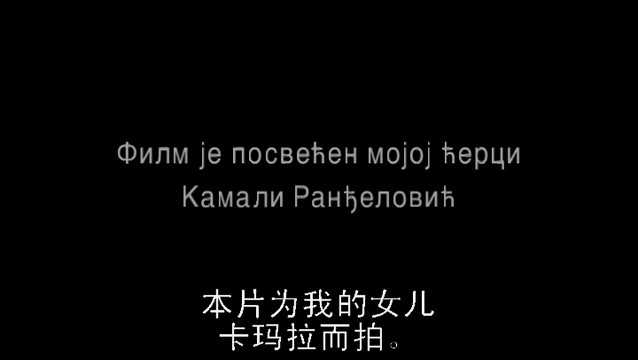 Филм је посвећен мојој ћерци
Камали Ранђеловић
本片为我的女儿
卡玛拉而拍。